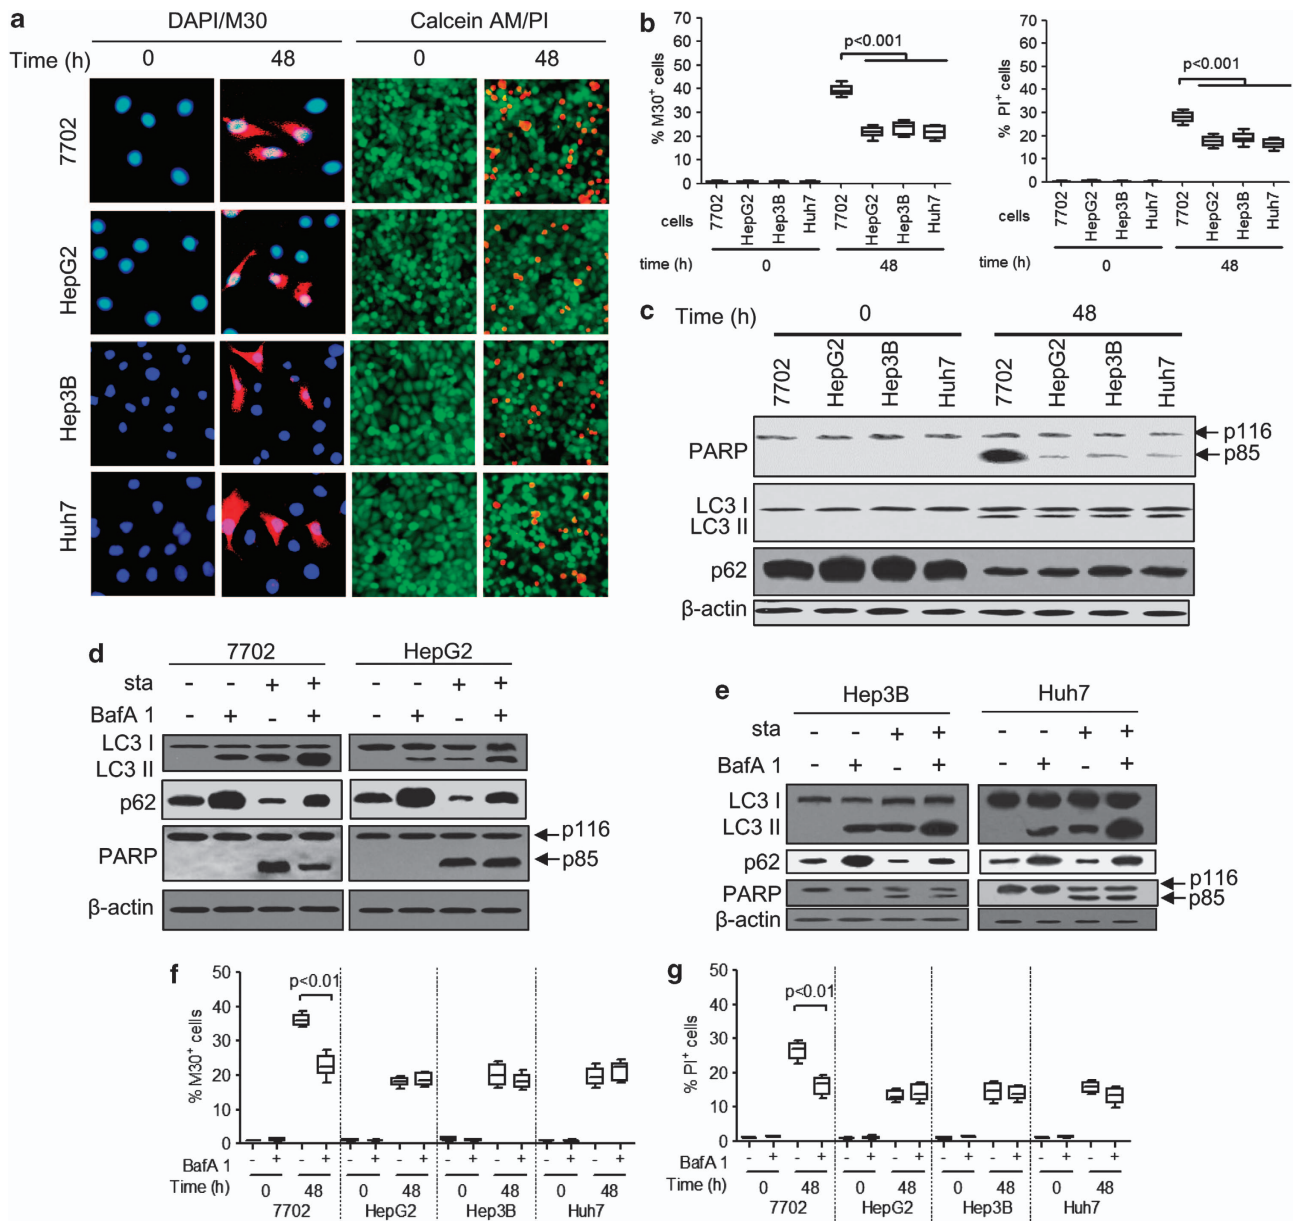 a
DAPI/M30 Calcein AM/PI
Time (h) 0 48 0 48
7702
HepG2
Hep3B
Huh7
b
% M30+ cells
70
60
50
40
30
20
10
0
p<0.001
cells 7702 HepG2 Hep3B Huh7 7702 HepG2 Hep3B Huh7
time (h) 0 48
% PI+ cells
70
60
50
40
30
20
10
0
p<0.001
cells 7702 HepG2 Hep3B Huh7 7702 HepG2 Hep3B Huh7
time (h) 0 48
c
Time (h) 0 48
7702 HepG2 Hep3B Huh7 7702 HepG2 Hep3B Huh7
PARP p116
p85
LC3 I
LC3 II
p62
β-actin
d
7702 HepG2
sta - - + + - - + +
BafA 1 - + - + - + - +
LC3 I
LC3 II
p62
PARP p116
p85
β-actin
e
Hep3B Huh7
sta - - + + - - + +
BafA 1 - + - + - + - +
LC3 I
LC3 II
p62
PARP p116
p85
β-actin
f
% M30+ cells
50
40
30
20
10
0
p<0.01
BafA 1 - + - + - + - + - + - + - + - +
Time (h) 0 48 0 48 0 48 0 48
7702 HepG2 Hep3B Huh7
g
% PI+ cells
50
40
30
20
10
0
p<0.01
BafA 1 - + - + - + - + - + - + - + - +
Time (h) 0 48 0 48 0 48 0 48
7702 HepG2 Hep3B Huh7